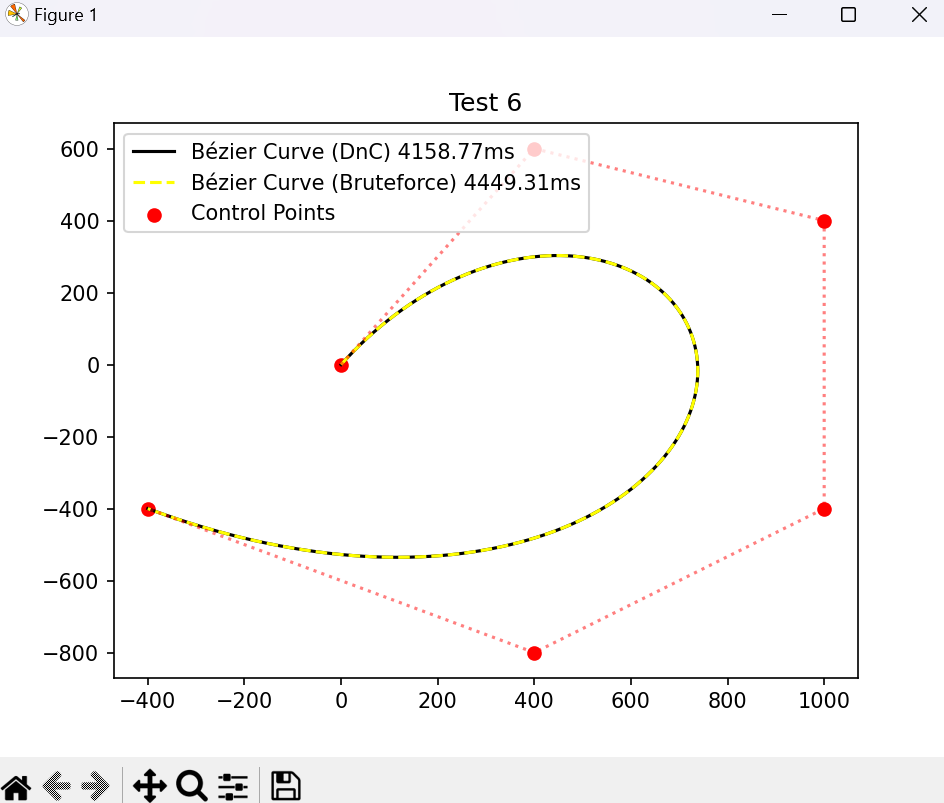 Figure 1
Test 6
Bézier Curve (DnC) 4158.77ms
Bézier Curve (Bruteforce) 4449.31ms
Control Points
600
400
200
0
−200
−400
−600
−800
−400 −200 0 200 400 600 800 1000